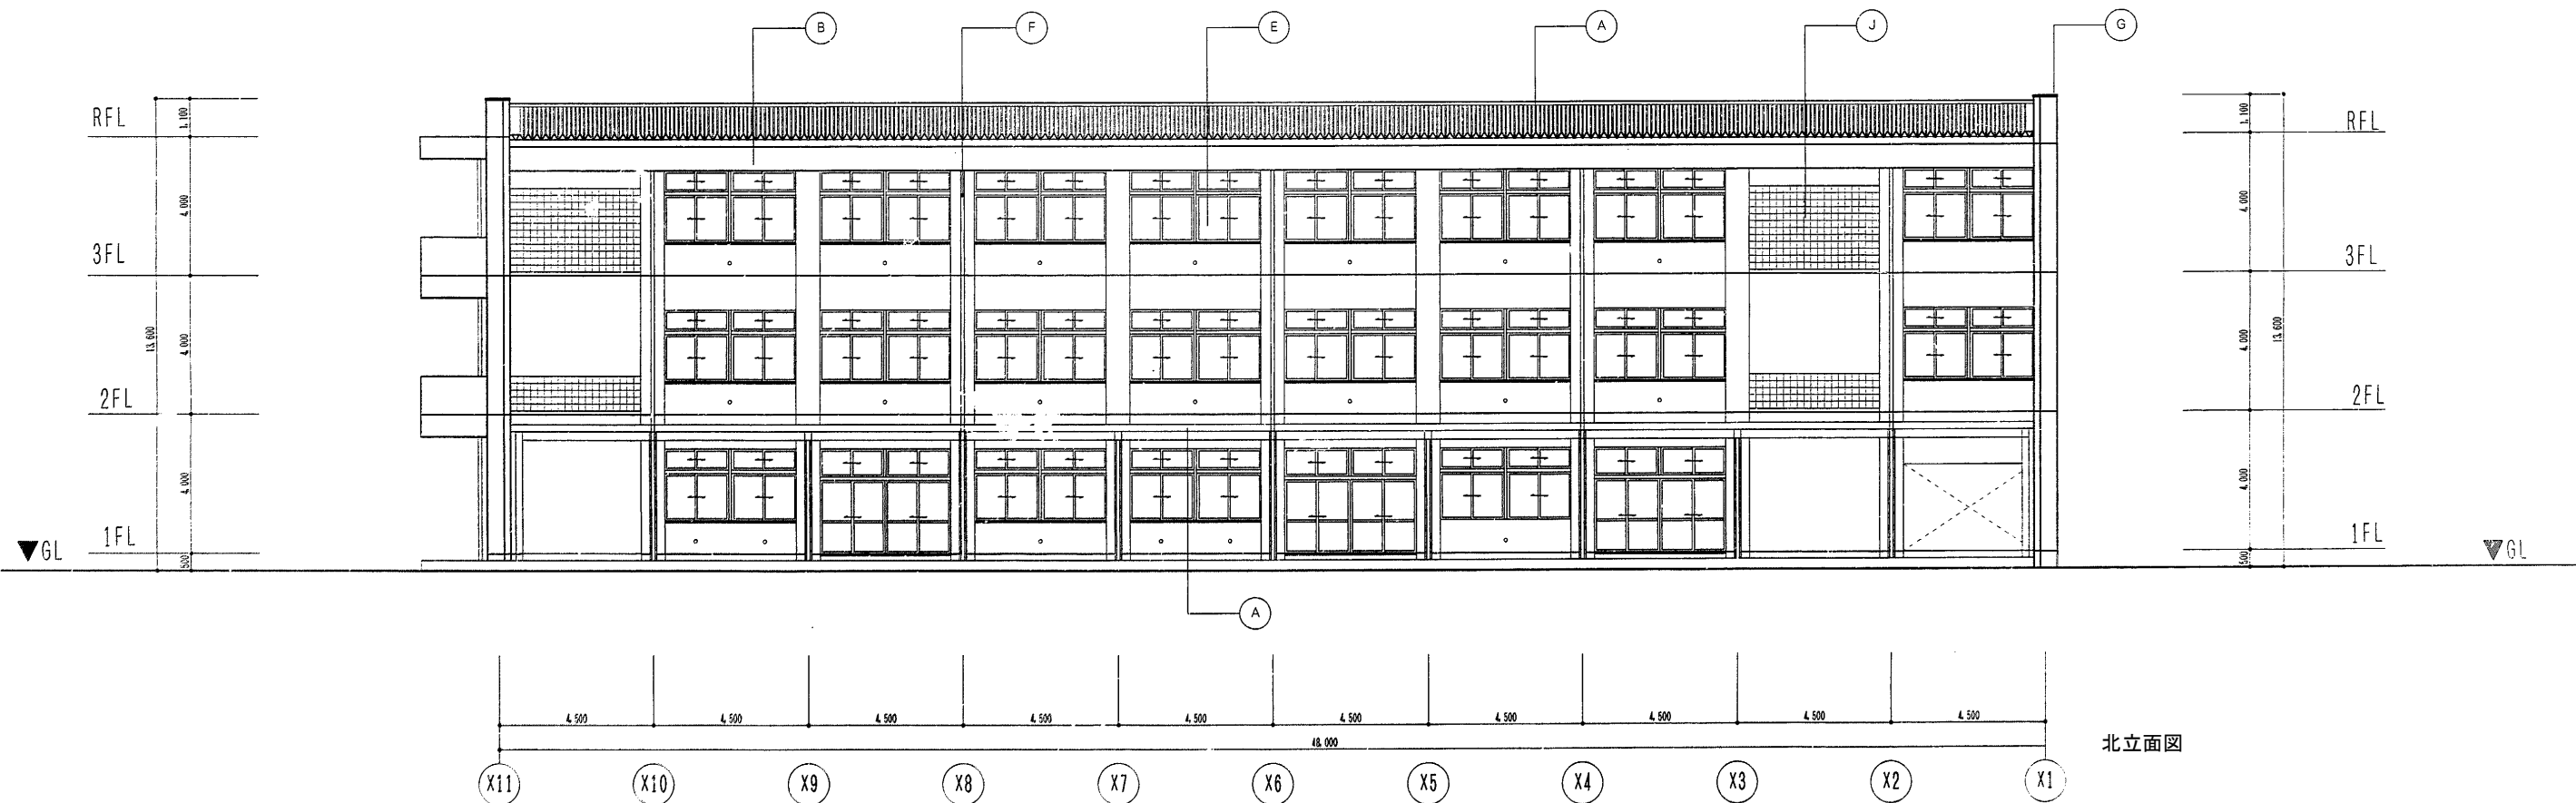 B F E A J G
RFL 1,100 1,100 RFL
4,000 4,000
3FL 3FL
13,600 4,000 4,000 13,600
2FL 2FL
4,000 4,000
▼GL 1FL 500 500 1FL ▼GL
A
4,500 4,500 4,500 4,500 4,500 4,500 4,500 4,500 4,500 4,500
48,000
北立面図
X11 X10 X9 X8 X7 X6 X5 X4 X3 X2 X1